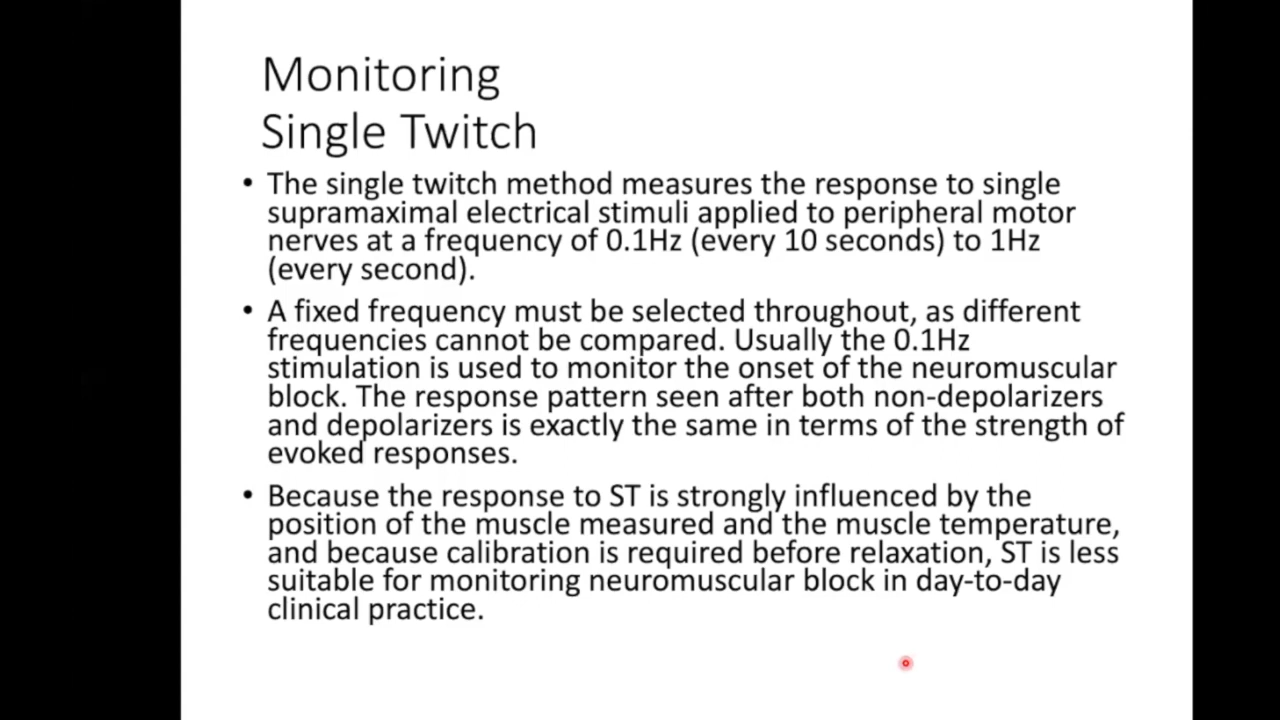 Monitoring
Single Twitch
• The single twitch method measures the response to single
supramaximal electrical stimuli applied to peripheral motor
nerves at a frequency of 0.1Hz (every 10 seconds) to 1Hz
(every second).
• A fixed frequency must be selected throughout, as different
frequencies cannot be compared. Usually the 0.1Hz
stimulation is used to monitor the onset of the neuromuscular
block. The response pattern seen after both non-depolarizers
and depolarizers is exactly the same in terms of the strength of
evoked responses.
• Because the response to ST is strongly influenced by the
position of the muscle measured and the muscle temperature,
and because calibration is required before relaxation, ST is less
suitable for monitoring neuromuscular block in day-to-day
clinical practice.